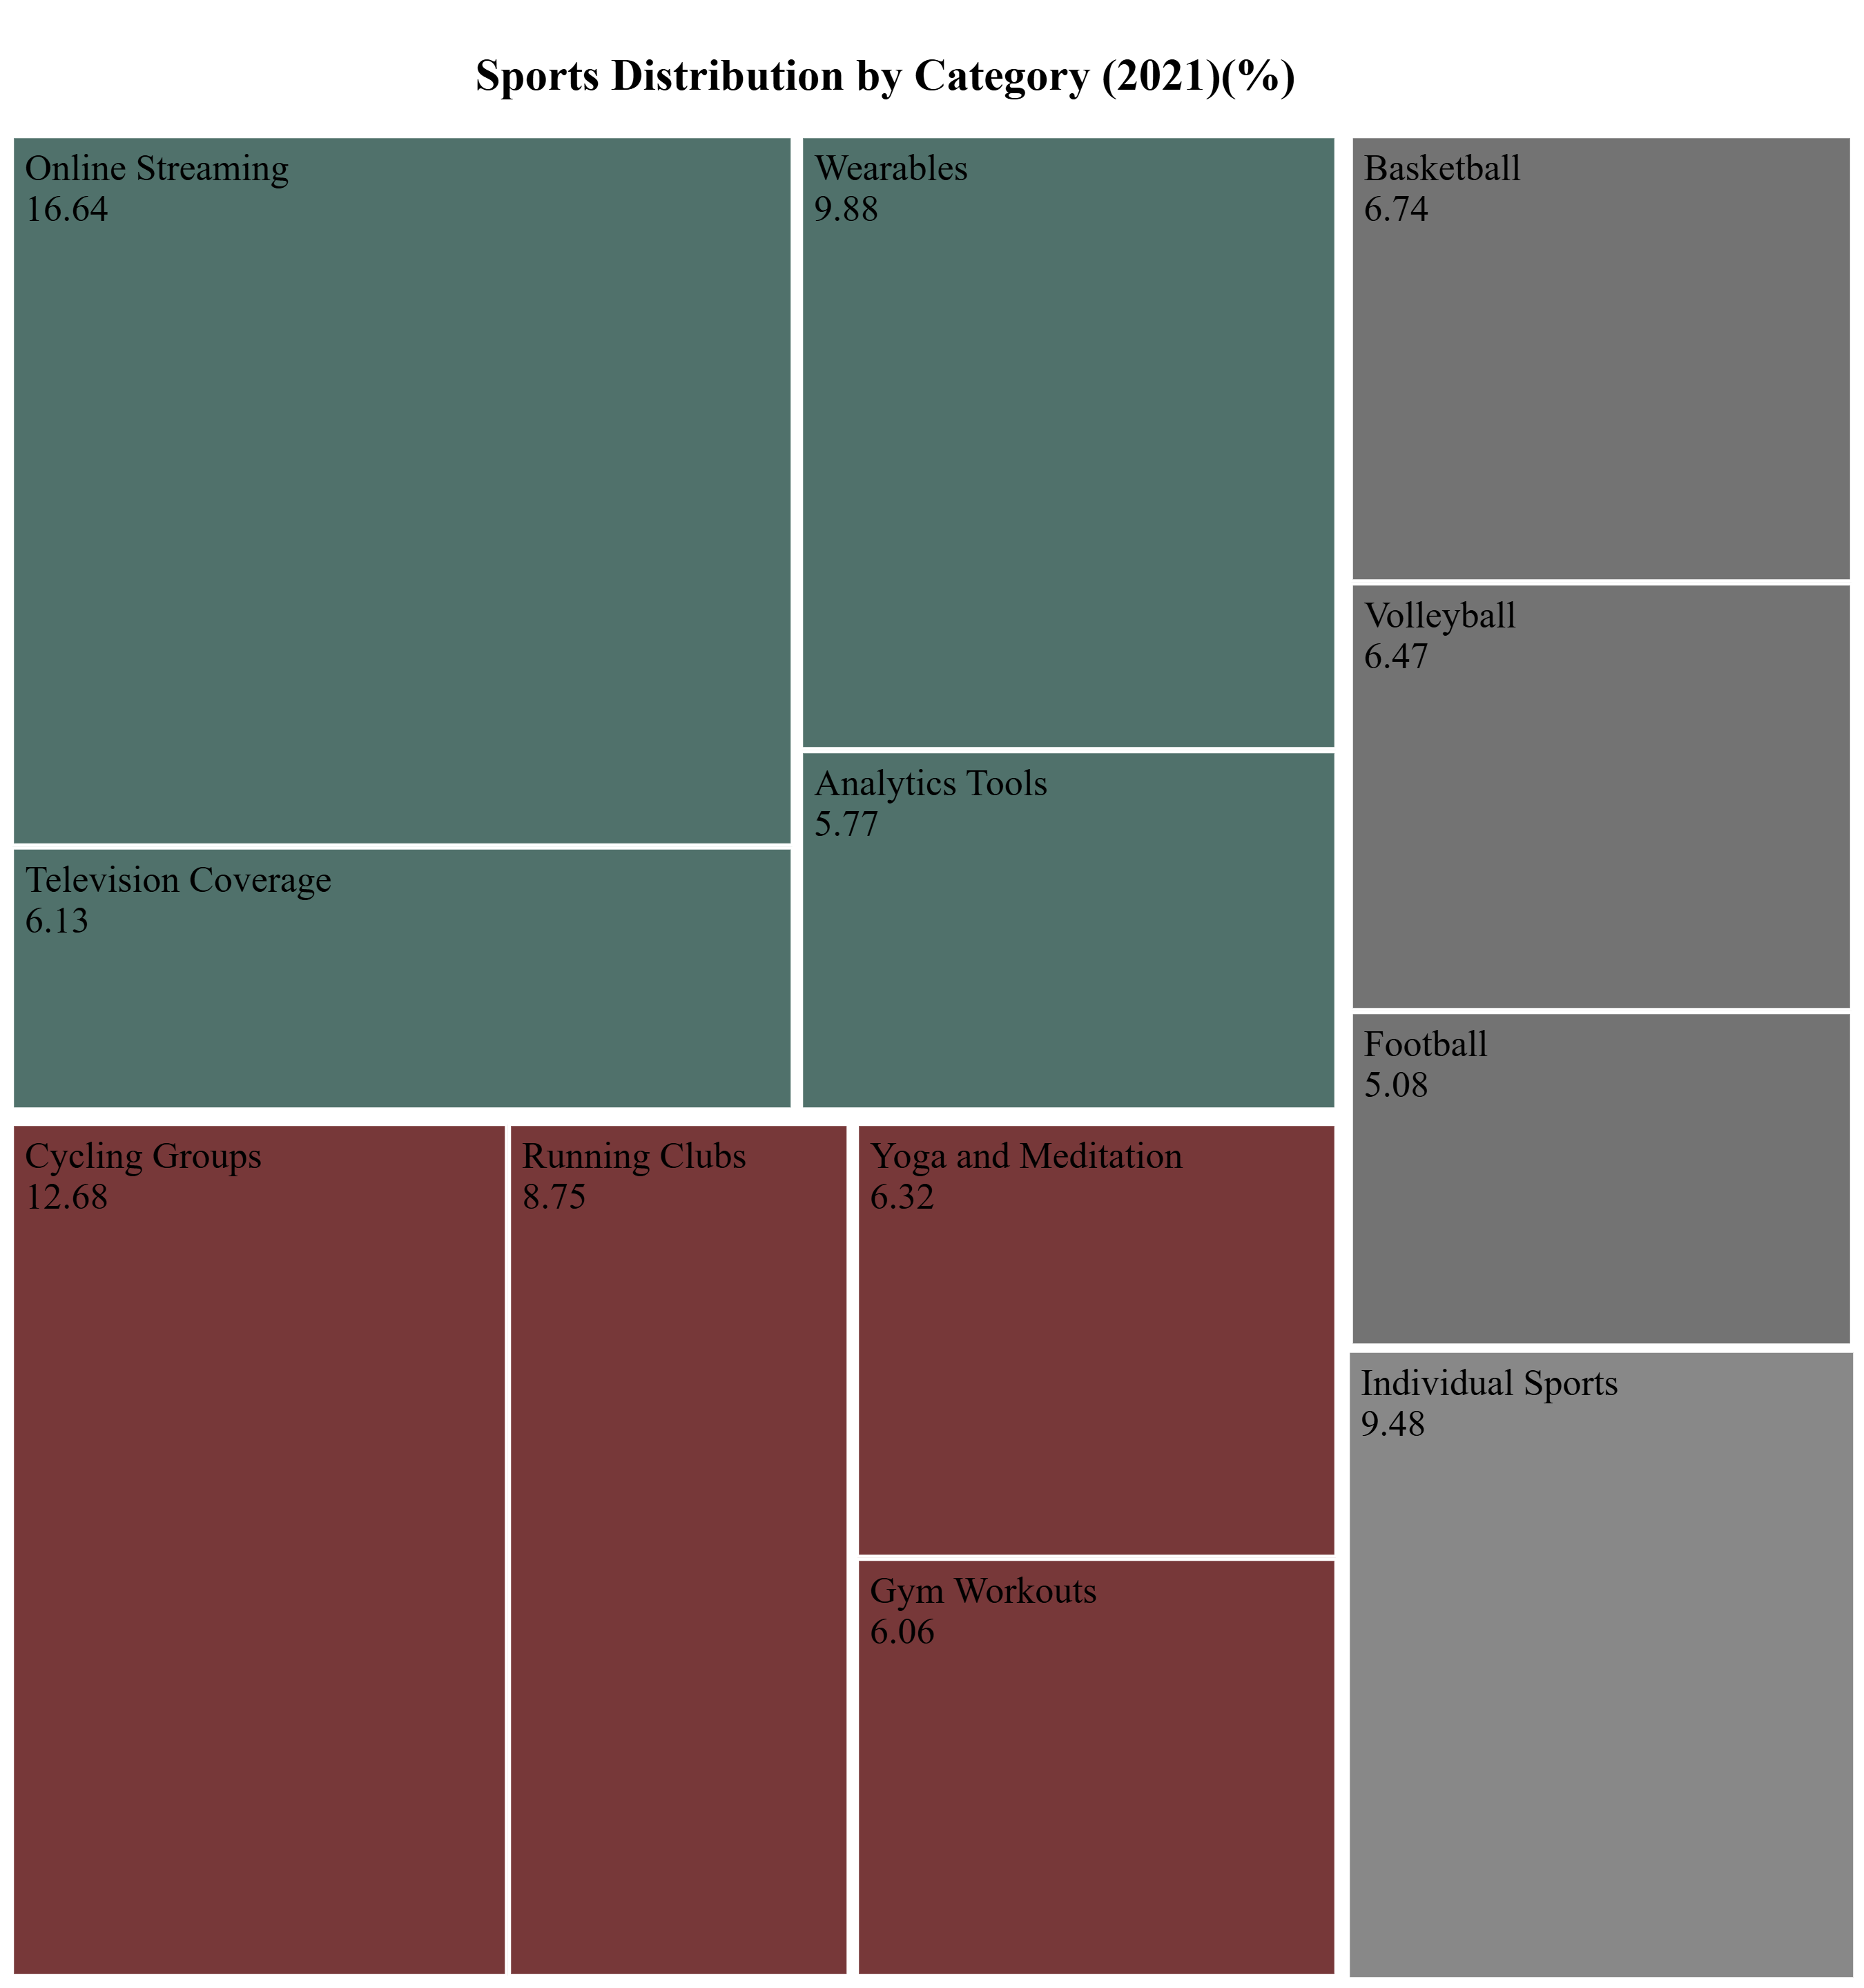 Sports Distribution by Category (2021)(%)
Online Streaming
16.64
Wearables
9.88
Basketball
6.74
Volleyball
6.47
Analytics Tools
5.77
Television Coverage
6.13
Football
5.08
Cycling Groups
12.68
Running Clubs
8.75
Yoga and Meditation
6.32
Individual Sports
9.48
Gym Workouts
6.06